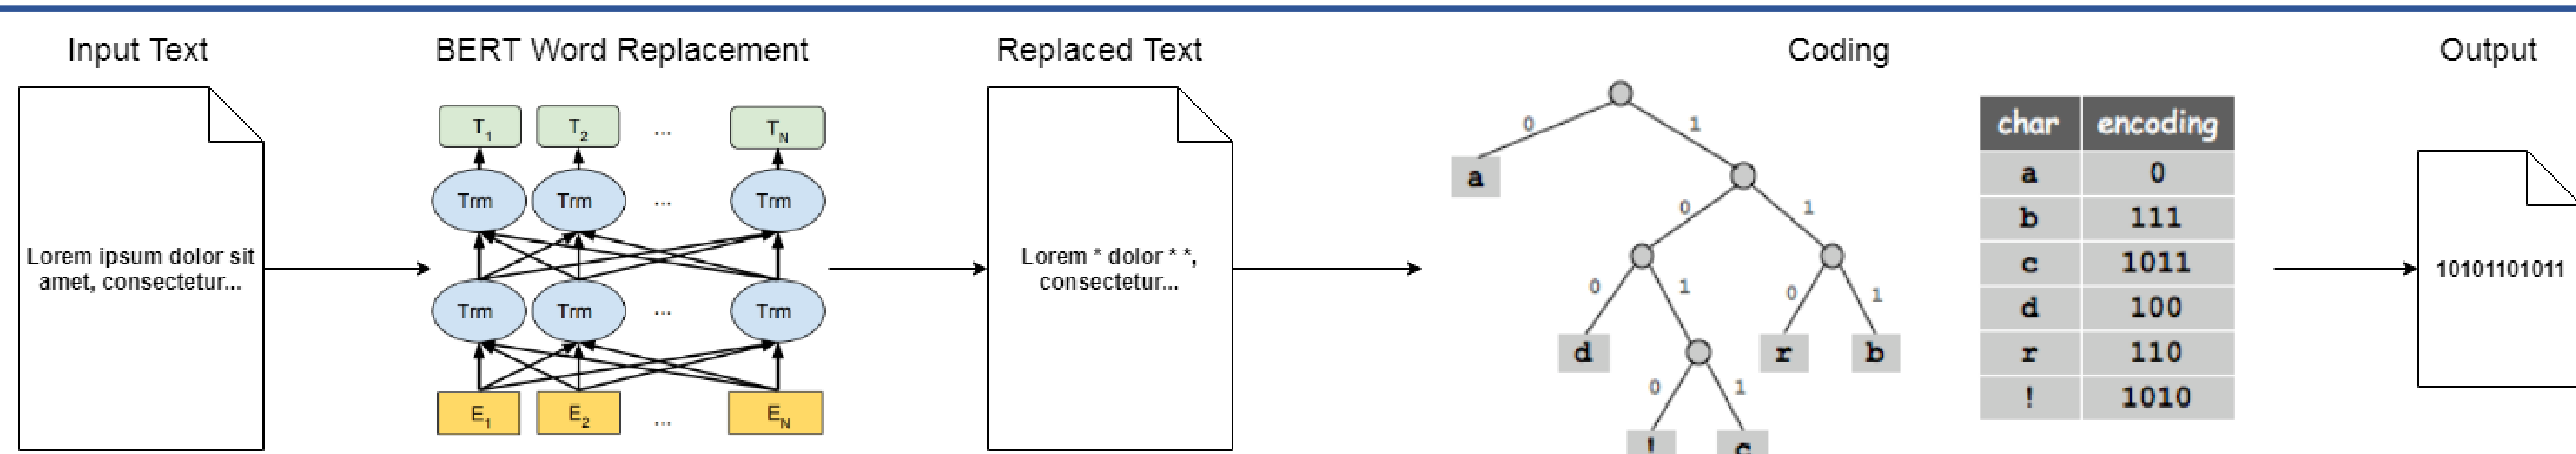 Input Text
BERT Word Replacement
Replaced Text
Coding
Output
Lorem ipsum dolor sit
amet, consectetur...
T1 T2 ... TN
Trm Trm ... Trm
Trm Trm ... Trm
E1 E2 ... EN
Lorem * dolor * *,
consectetur...
0 1
a
0 1
0 1 0 1
d r b
0 1
! c
char encoding
a 0
b 111
c 1011
d 100
r 110
! 1010
10101101011